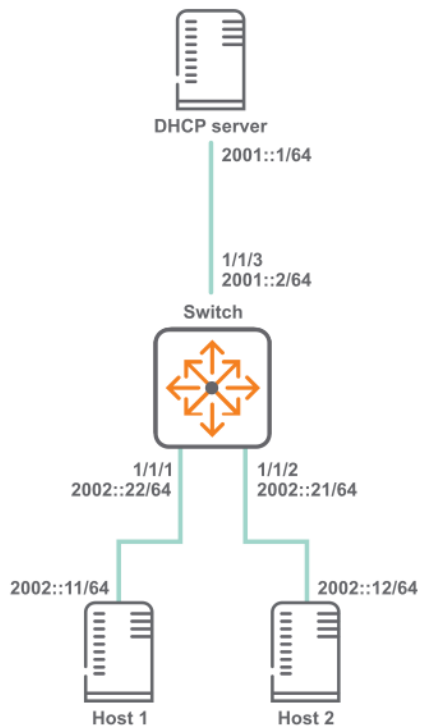 DHCP server
2001::1/64
1/1/3
2001::2/64
Switch
1/1/1
2002::22/64
1/1/2
2002::21/64
2002::11/64
2002::12/64
Host 1
Host 2